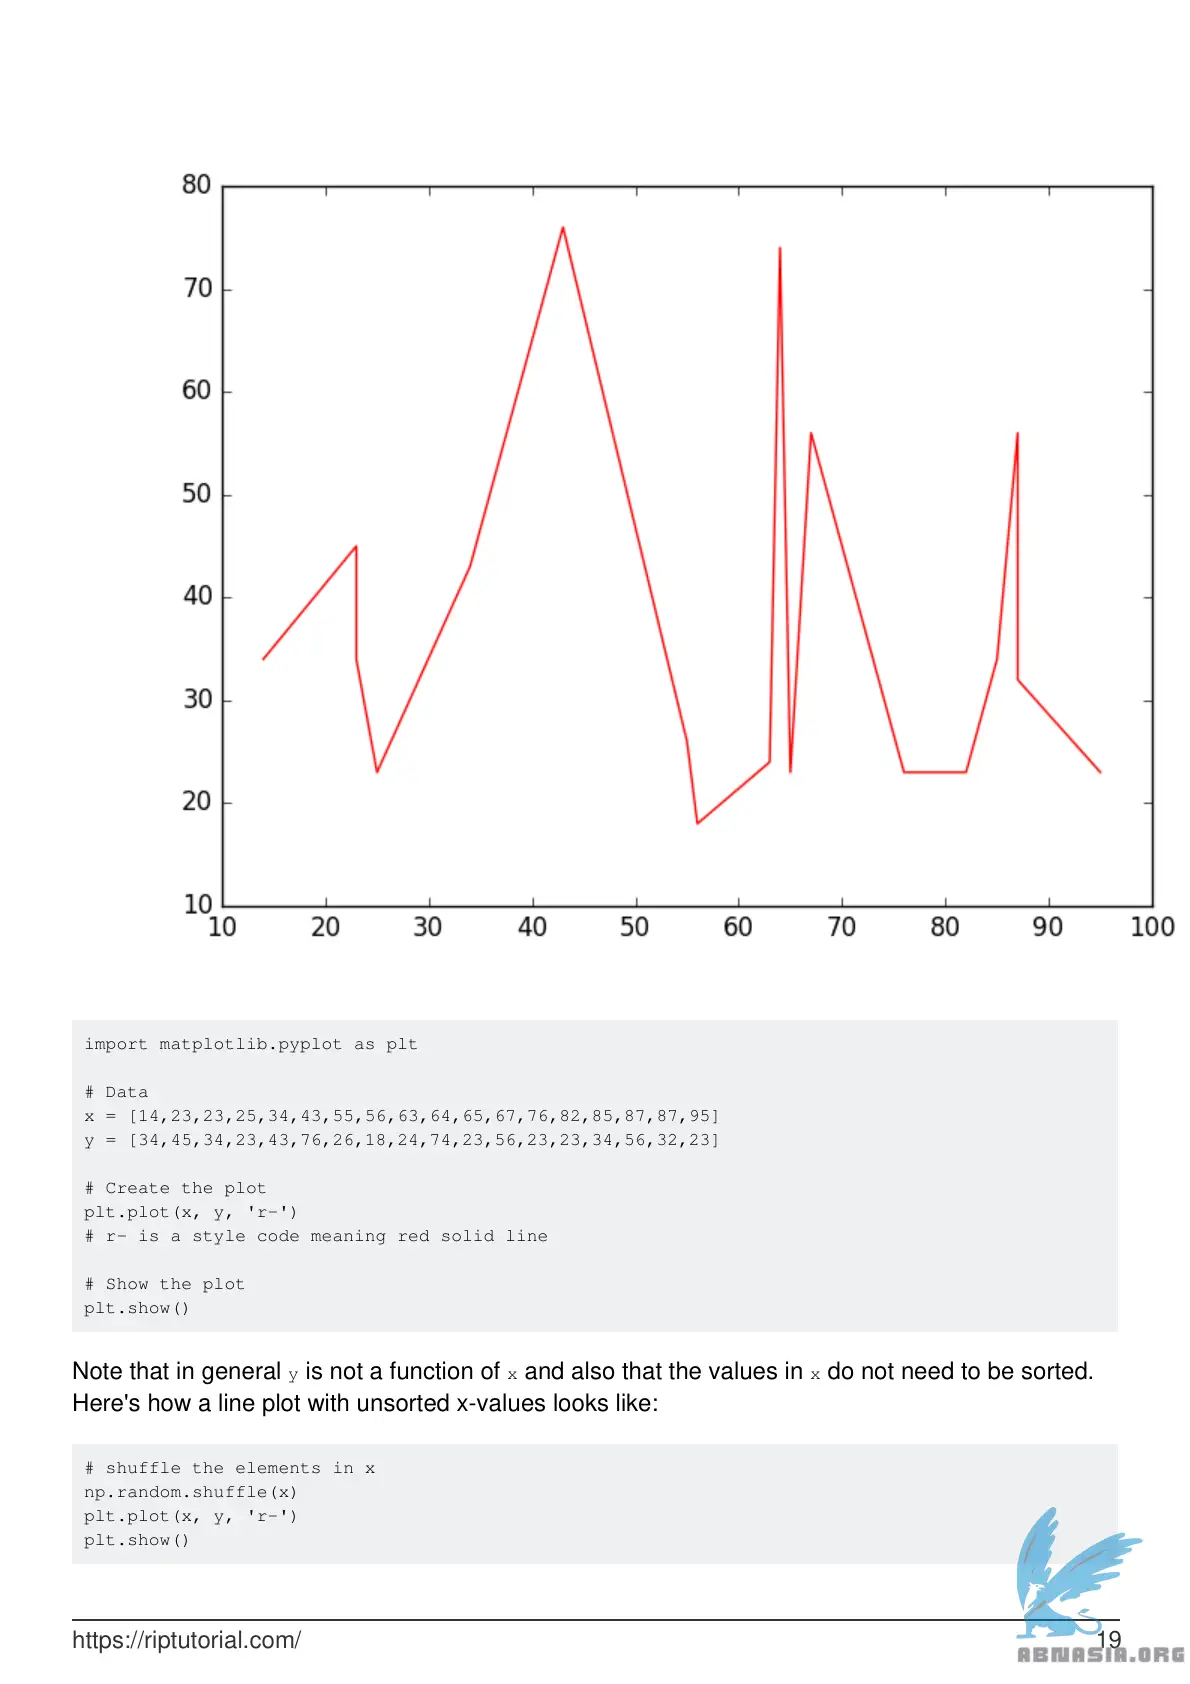 80
70
60
50
40
30
20
10
10 20 30 40 50 60 70 80 90 100
import matplotlib.pyplot as plt
# Data
x = [14,23,23,25,34,43,55,56,63,64,65,67,76,82,85,87,87,95]
y = [34,45,34,23,43,76,26,18,24,74,23,56,23,23,34,56,32,23]
# Create the plot
plt.plot(x, y, 'r-')
# r- is a style code meaning red solid line
# Show the plot
plt.show()
Note that in general y is not a function of x and also that the values in x do not need to be sorted.
Here's how a line plot with unsorted x-values looks like:
# shuffle the elements in x
np.random.shuffle(x)
plt.plot(x, y, 'r-')
plt.show()
https://riptutorial.com/ 19
ABNASIA.ORG